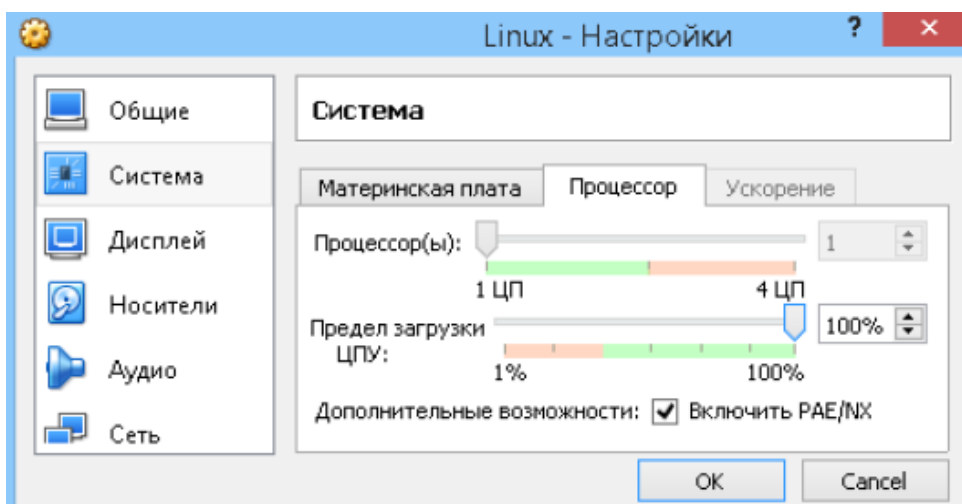 Linux - Настройки ? ×
Общие
Система
Дисплей
Носители
Аудио
Сеть
Система
Материнская плата Процессор Ускорение
Процессор(ы): 1
1 ЦП 4 ЦП
Предел загрузки ЦПУ: 100%
1% 100%
Дополнительные возможности: Включить PAE/NX
OK Cancel